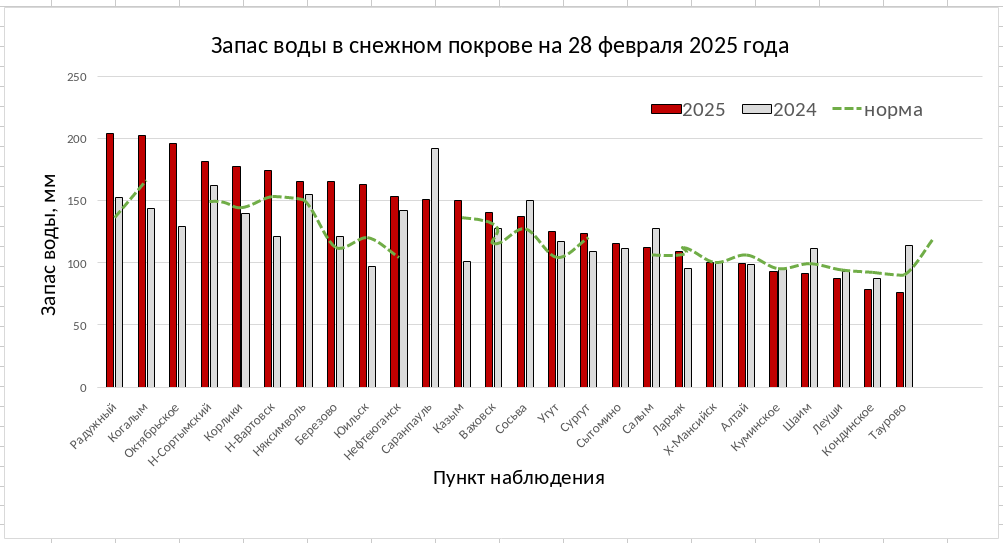 Запас воды в снежном покрове на 28 февраля 2025 года
250
200
150
100
50
0
Запас воды, мм
2025
2024
норма
Радужный
Когалым
Октябрьское
Н-Сортымский
Корлики
Н-Вартовск
Няксимволь
Березово
Юильск
Нефтеюганск
Саранпауль
Казым
Ваховск
Сосьва
Угут
Сургут
Сытомино
Салым
Ларьяк
Х-Мансийск
Алтай
Куминское
Шаим
Леуши
Кондинское
Таурово
Пункт наблюдения